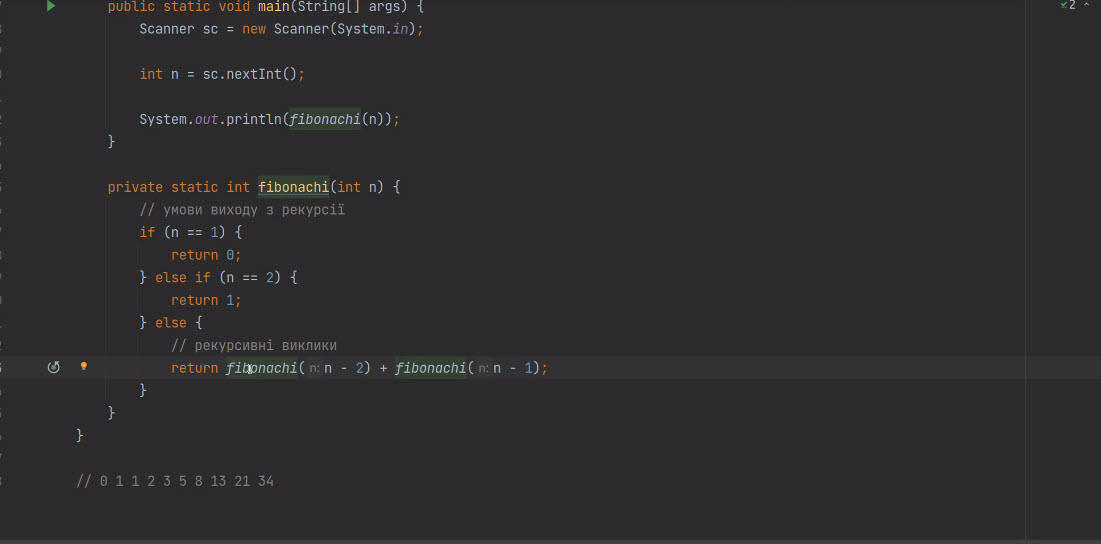 public static void main(String[] args) {
Scanner sc = new Scanner(System.in);
int n = sc.nextInt();
System.out.println(fibonachi(n));
}
private static int fibonachi(int n) {
// умови виходу з рекурсії
if (n == 1) {
return 0;
} else if (n == 2) {
return 1;
} else {
// рекурсивні виклики
return fibonachi( n: n - 2) + fibonachi( n: n - 1);
}
}
}
// 0 1 1 2 3 5 8 13 21 34
2